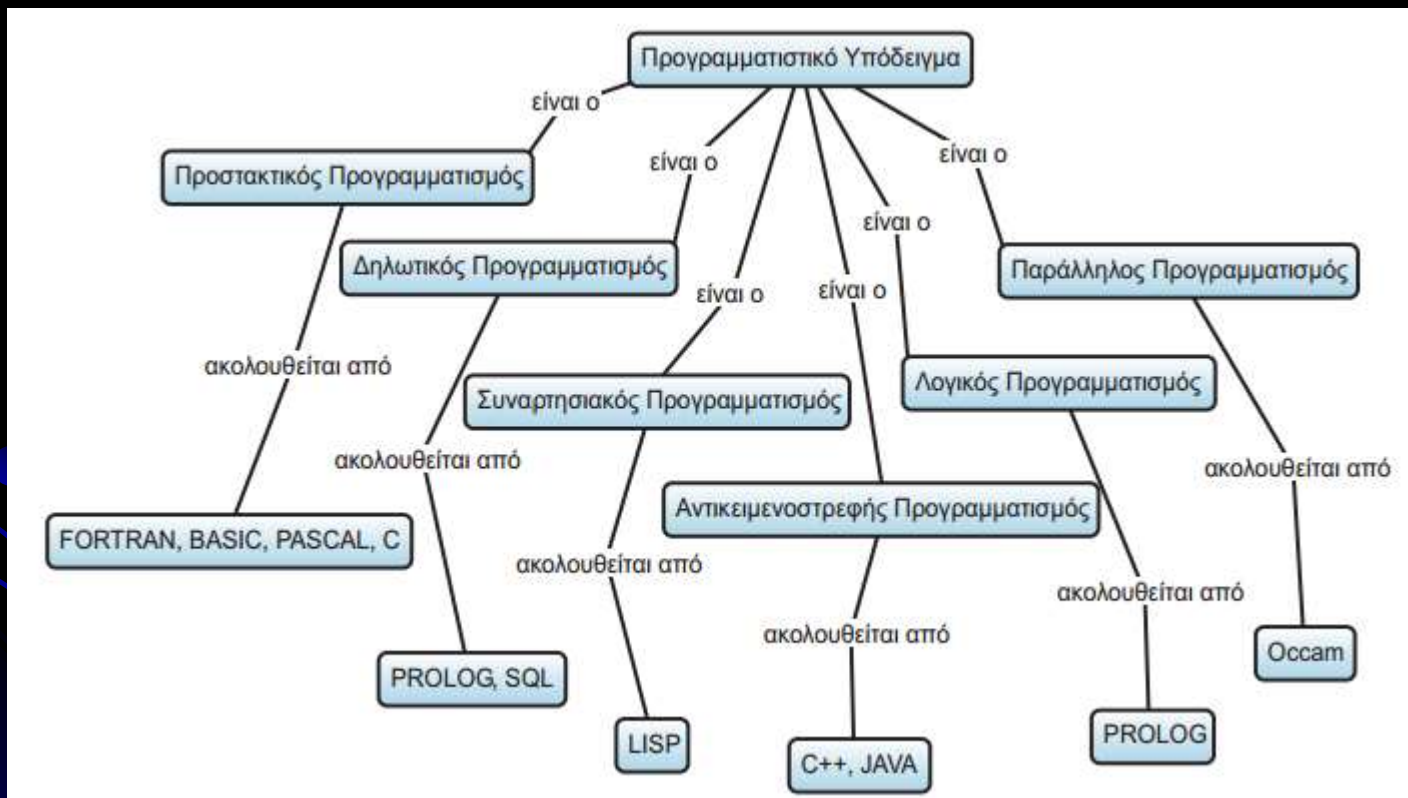 Προγραμματιστικό Υπόδειγμα
είναι ο
είναι ο
είναι ο
Προστακτικός Προγραμματισμός
είναι ο
Δηλωτικός Προγραμματισμός
Παράλληλος Προγραμματισμός
είναι ο
είναι ο
ακολουθείται από
Λογικός Προγραμματισμός
Συναρτησιακός Προγραμματισμός
ακολουθείται από
ακολουθείται από
Αντικειμενοστρεφής Προγραμματισμός
FORTRAN, BASIC, PASCAL, C
ακολουθείται από
ακολουθείται από
ακολουθείται από
Occam
PROLOG, SQL
LISP
PROLOG
C++, JAVA